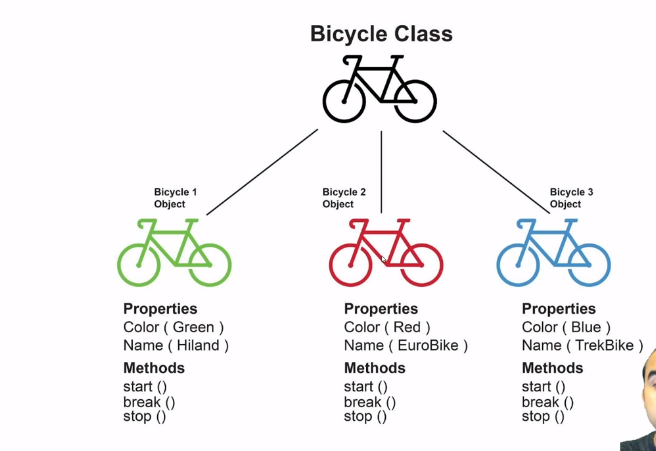 Bicycle Class
Bicycle 1
Object
Bicycle 2
Object
Bicycle 3
Object
Properties
Color ( Green )
Name ( Hiland )
Methods
start ()
break ()
stop ()
Properties
Color ( Red )
Name ( EuroBike )
Methods
start ()
break ()
stop ()
Properties
Color ( Blue )
Name ( TrekBike )
Methods
start ()
break ()
stop ()